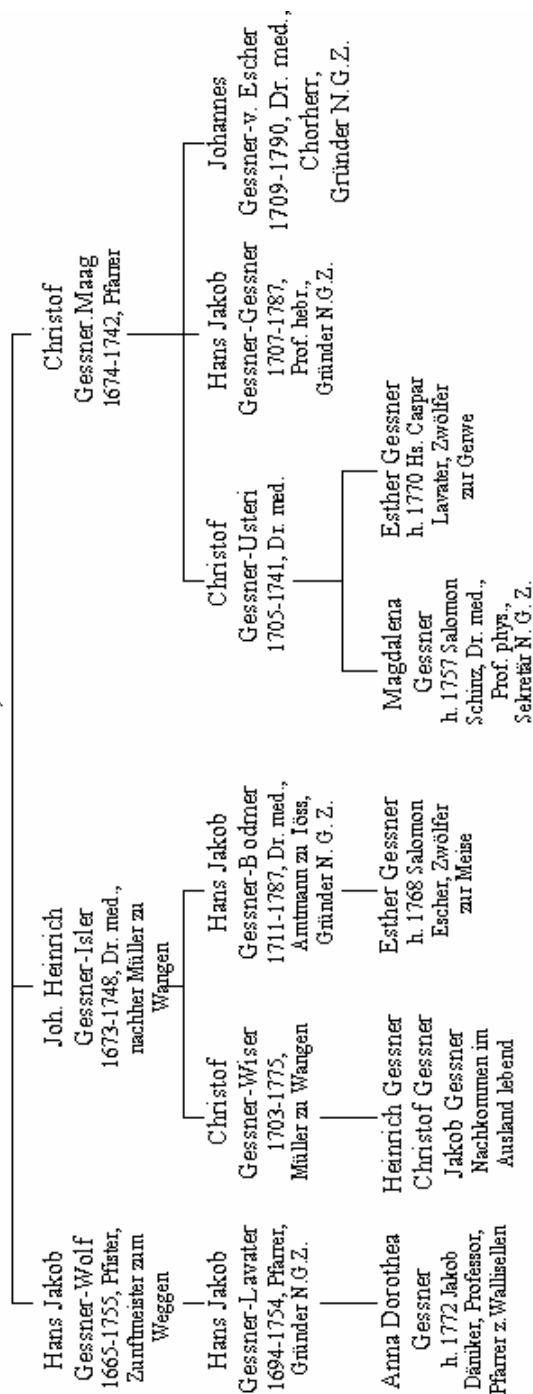 Hans Jakob
Gessner-Wolf
1665-1755, Pfister,
Zunftmeister zum
Weggen
Joh. Heinrich
Gessner-Isler
1673-1748, Dr. med.,
nachher Müller zu
Wangen
Christof
Gessner.Maag
1674-1742, Pfarrer
Hans Jakob
Gessner-Lavater
1694-1754, Pfarrer,
Gründer N.G.Z.
Christof
Gessner-Wiser
1703-1775,
Müller zu Wangen
Hans Jakob
Gessner-Bodmer
1711-1787, Dr. med.,
Amtmann zu Töss,
Gründer N. G. Z.
Christof
Gessner-Usteri
1705-1741, Dr. med.
Hans Jakob
Gessner-Gessner
1707-1787,
Prof. hebr.,
Gründer N.G.Z.
Johannes
Gessner-v. Escher
1709-1790, Dr. med.,
Chorherr,
Gründer N.G.Z.
Anna Dorothea
Gessner
h. 1772 Jakob
Däniker, Professor,
Pfarrer z. Wallisellen
Heinrich Gessner
Christof Gessner
Jakob Gessner
Nachkommen im
Ausland lebend
Esther Gessner
h. 1768 Salomon
Escher, Zwölfer
zur Meise
Magdalena
Gessner
h. 1757 Salomon
Schinz, Dr. med.,
Prof. phys.,
Sekretär N. G. Z.
Esther Gessner
h. 1770 Hs. Caspar
Lavater, Zwölfer
zur Gerwe